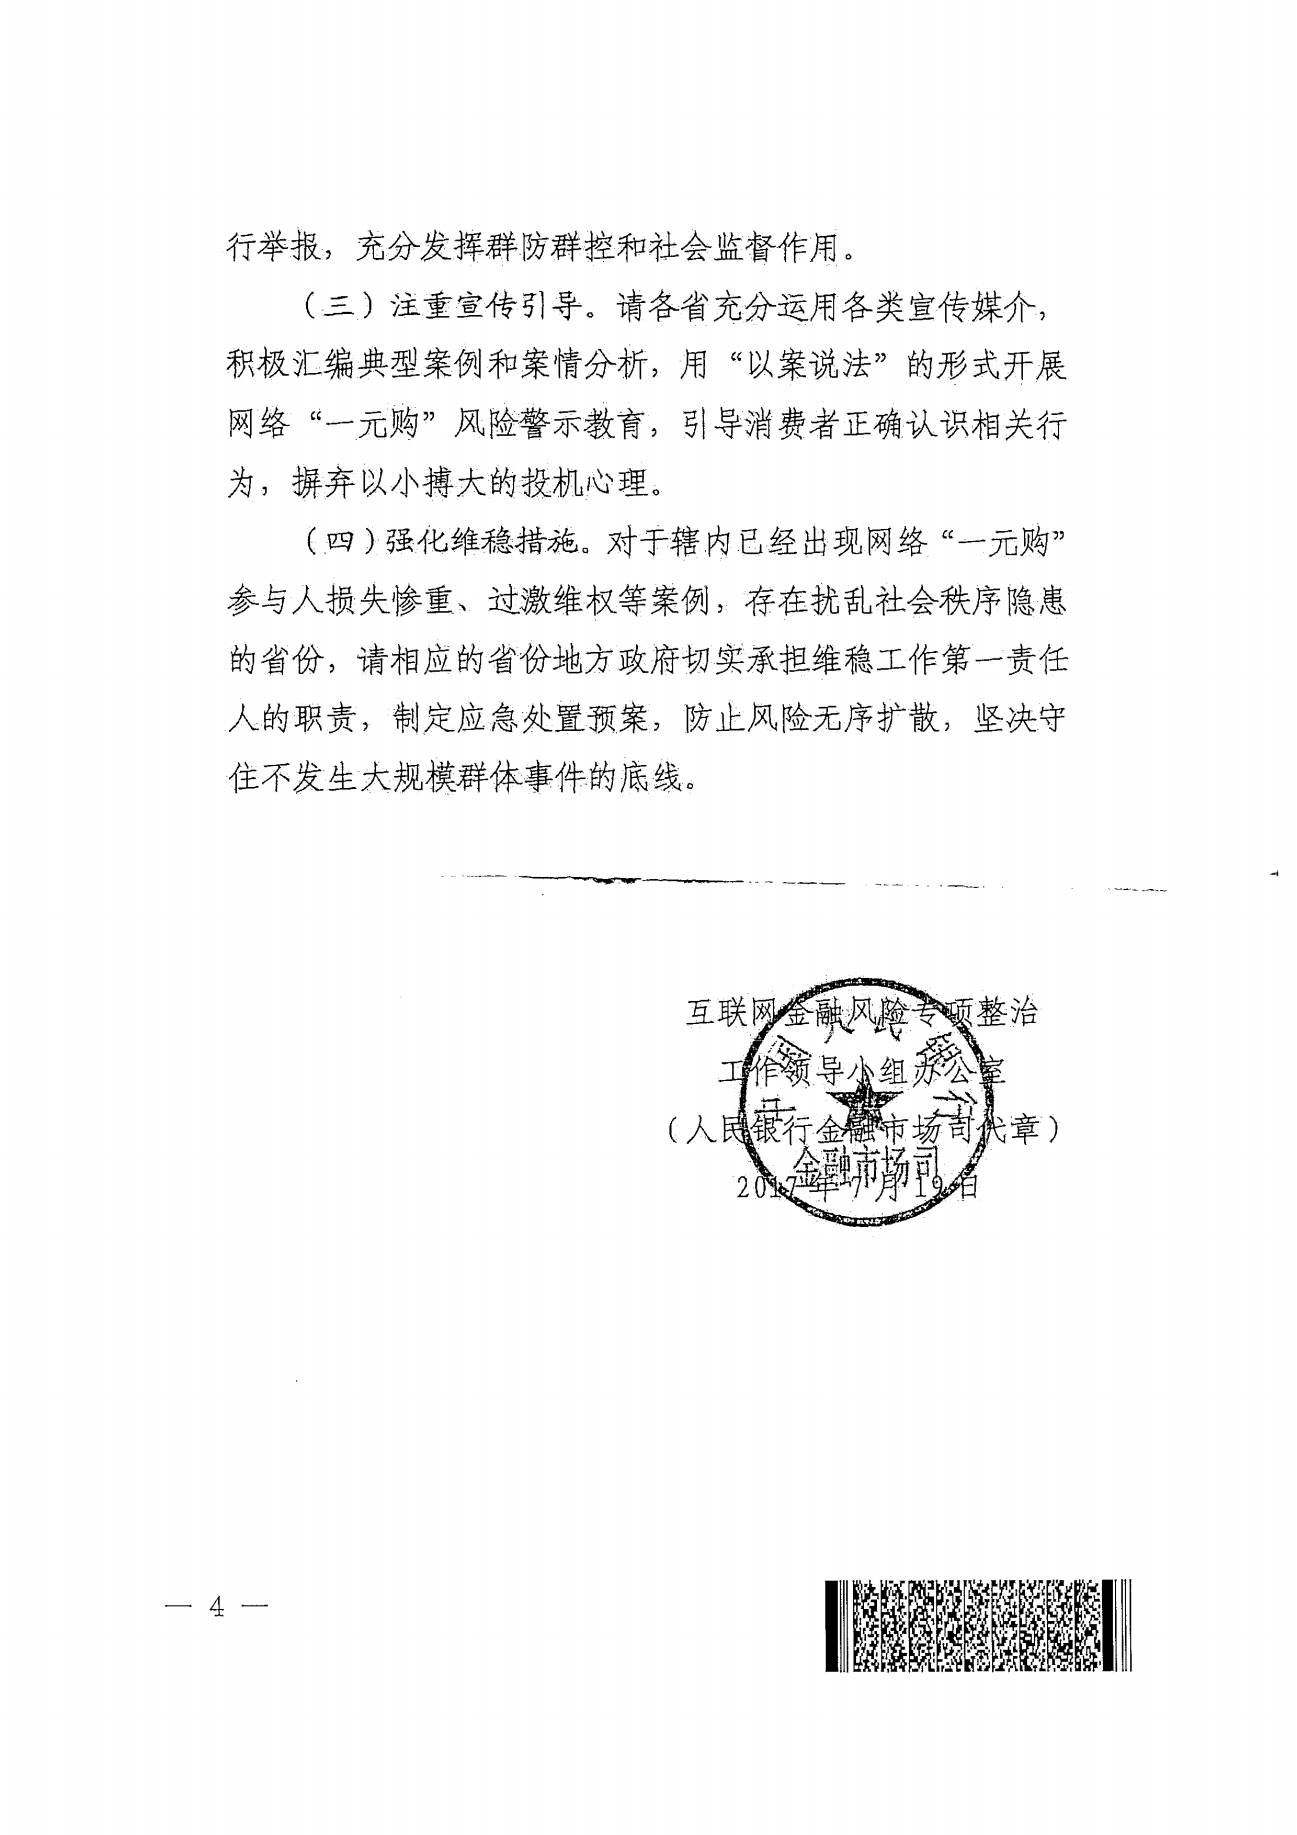 行举报，充分发挥群防群控和社会监督作用。
（三）注重宣传引导。请各省充分运用各类宣传媒介，
积极汇编典型案例和案情分析，用“以案说法”的形式开展
网络“一元购”风险警示教育，引导消费者正确认识相关行
为，摒弃以小搏大的投机心理。
（四）强化维稳措施。对于辖内已经出现网络“一元购”
参与人损失惨重、过激维权等案例，存在扰乱社会秩序隐患
的省份，请相应的省份地方政府切实承担维稳工作第一责任
人的职责，制定应急处置预案，防止风险无序扩散，坚决守
住不发生大规模群体事件的底线。
互联网金融风险专项整治
工作领导小组办公室
（人民银行金融市场司代章）
2017年7月19日
中国人民银行
金融市场司
— 4 —